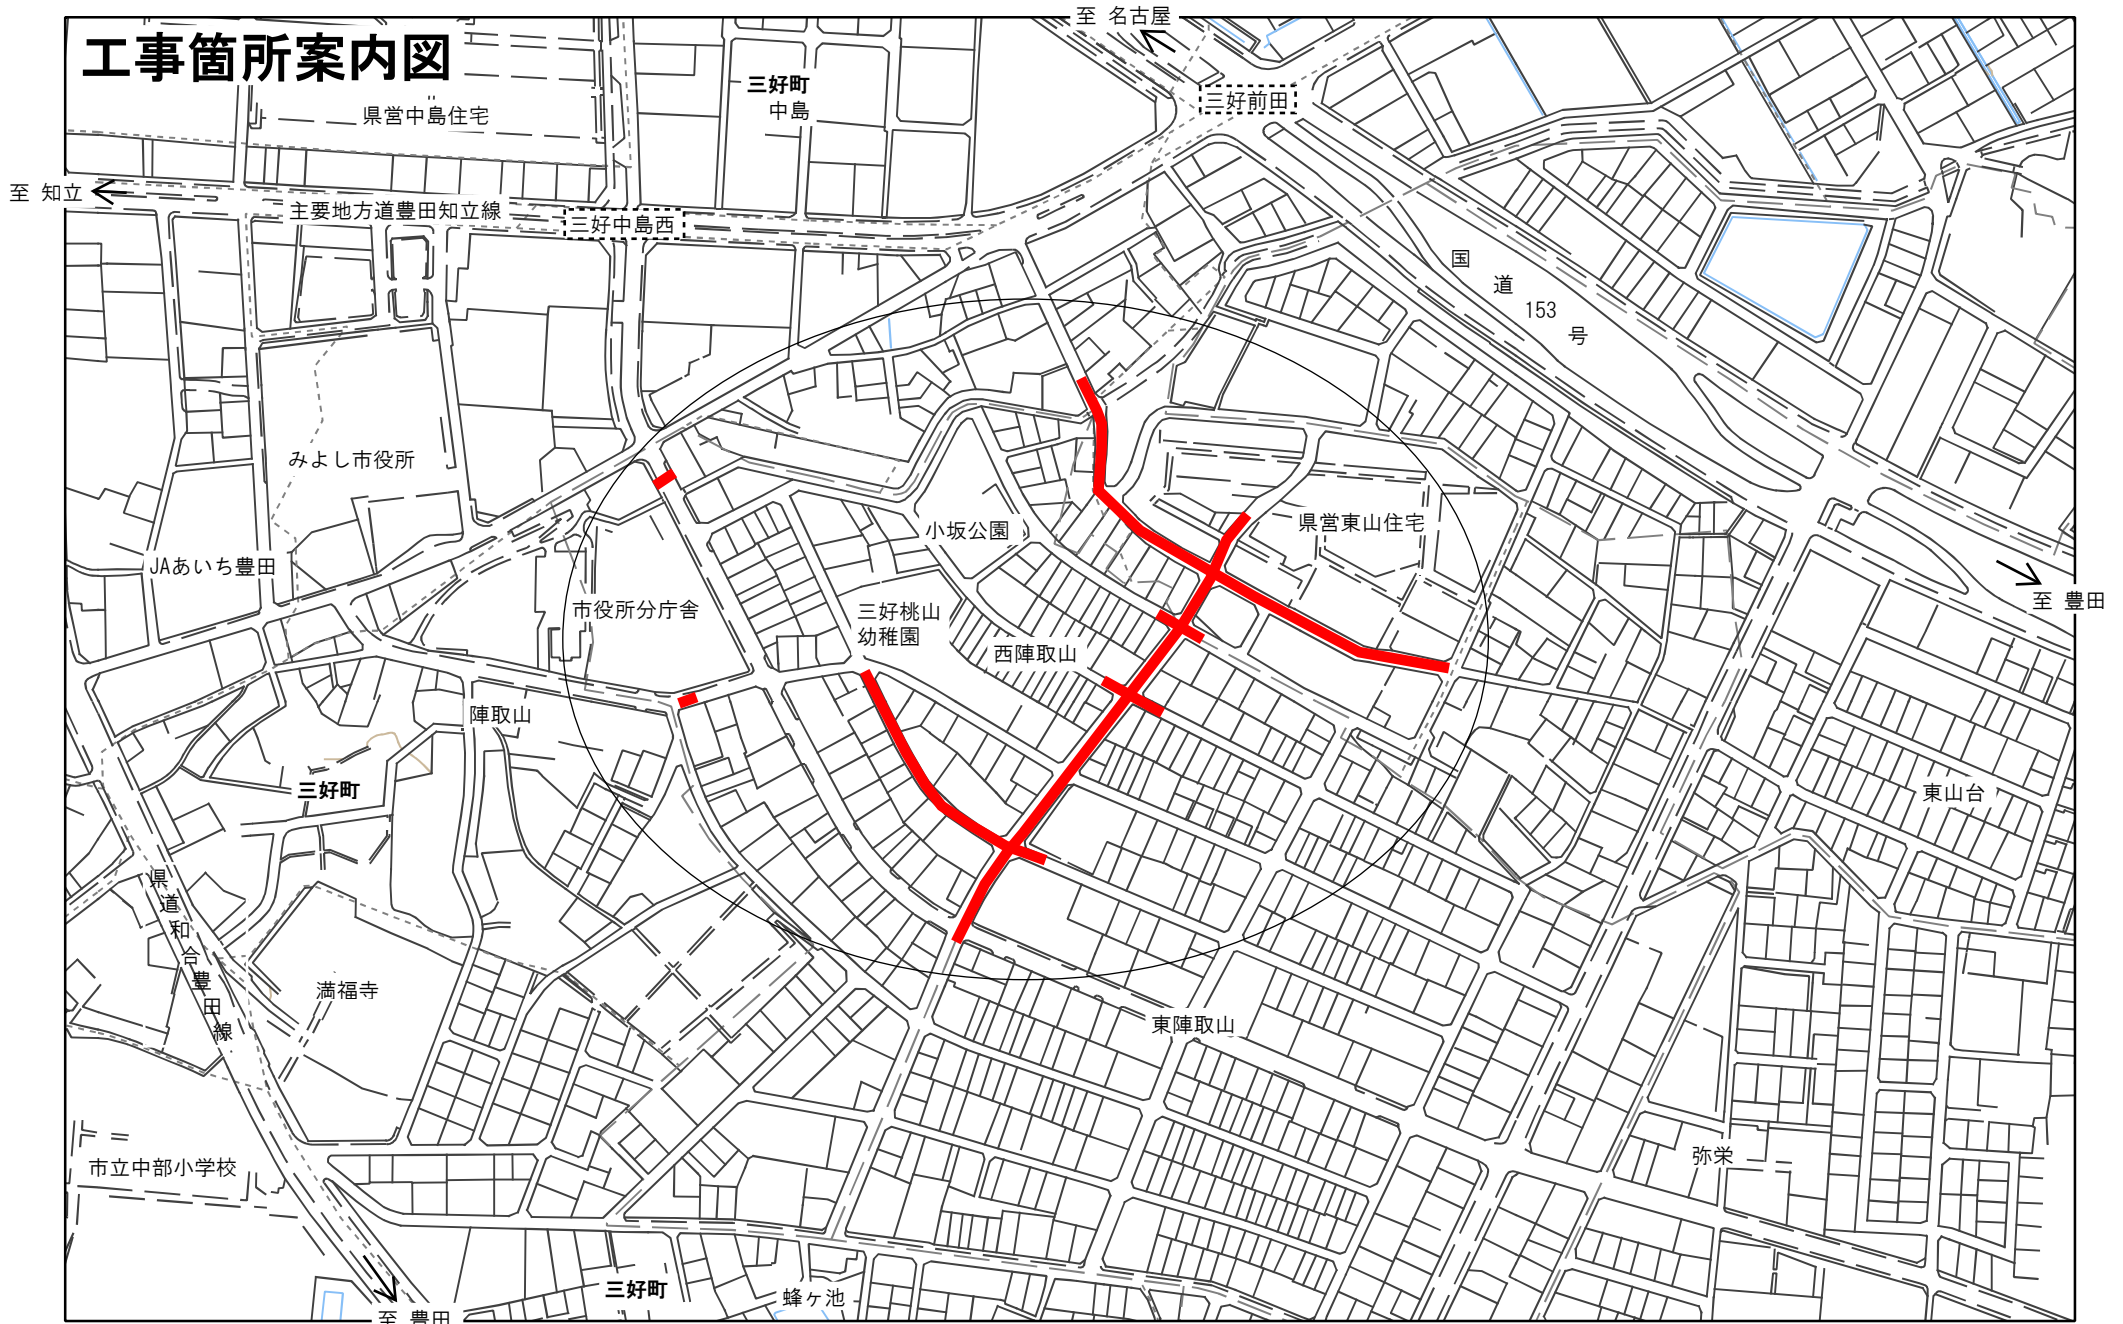 至 名古屋
工事箇所案内図
三好町
中島
県営中島住宅
三好前田
至 知立
主要地方道豊田知立線
三好中島西
国道153号
みよし市役所
小坂公園
県営東山住宅
JAあいち豊田
市役所分庁舎
三好桃山
幼稚園
至 豊田
西陣取山
陣取山
三好町
東山台
県道和合豊田線
満福寺
東陣取山
市立中部小学校
弥栄
三好町
蜂ヶ池
至 豊田